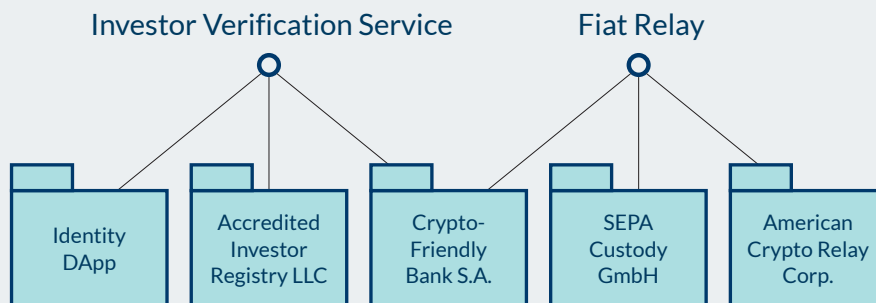 Investor Verification Service
Fiat Relay
Identity
DApp
Accredited
Investor
Registry LLC
Crypto-
Friendly
Bank S.A.
SEPA
Custody
GmbH
American
Crypto Relay
Corp.